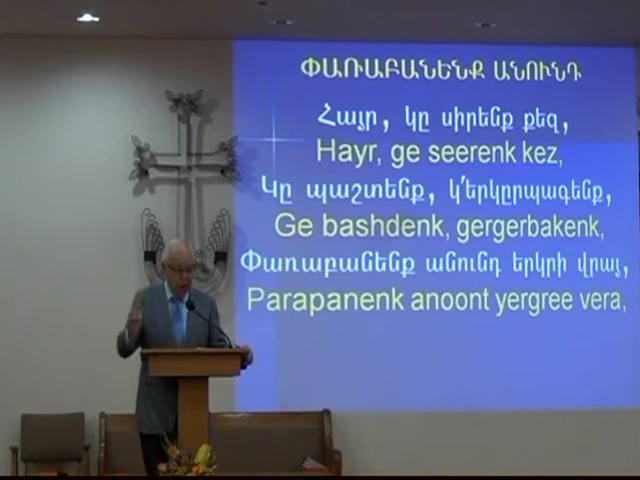 ՓԱՌԱԲԱՆԵՆՔ ԱՆՈՒՆԴ
Հայր, կը սիրենք քեզ,
Hayr, ge seerenk kez,
Կը պաշտենք, կ՚երկըրպագենք,
Ge bashdenk, gergerbakenk,
Փառաբանենք անունդ երկրի վրայ,
Parapanenk anoont yergree vera,